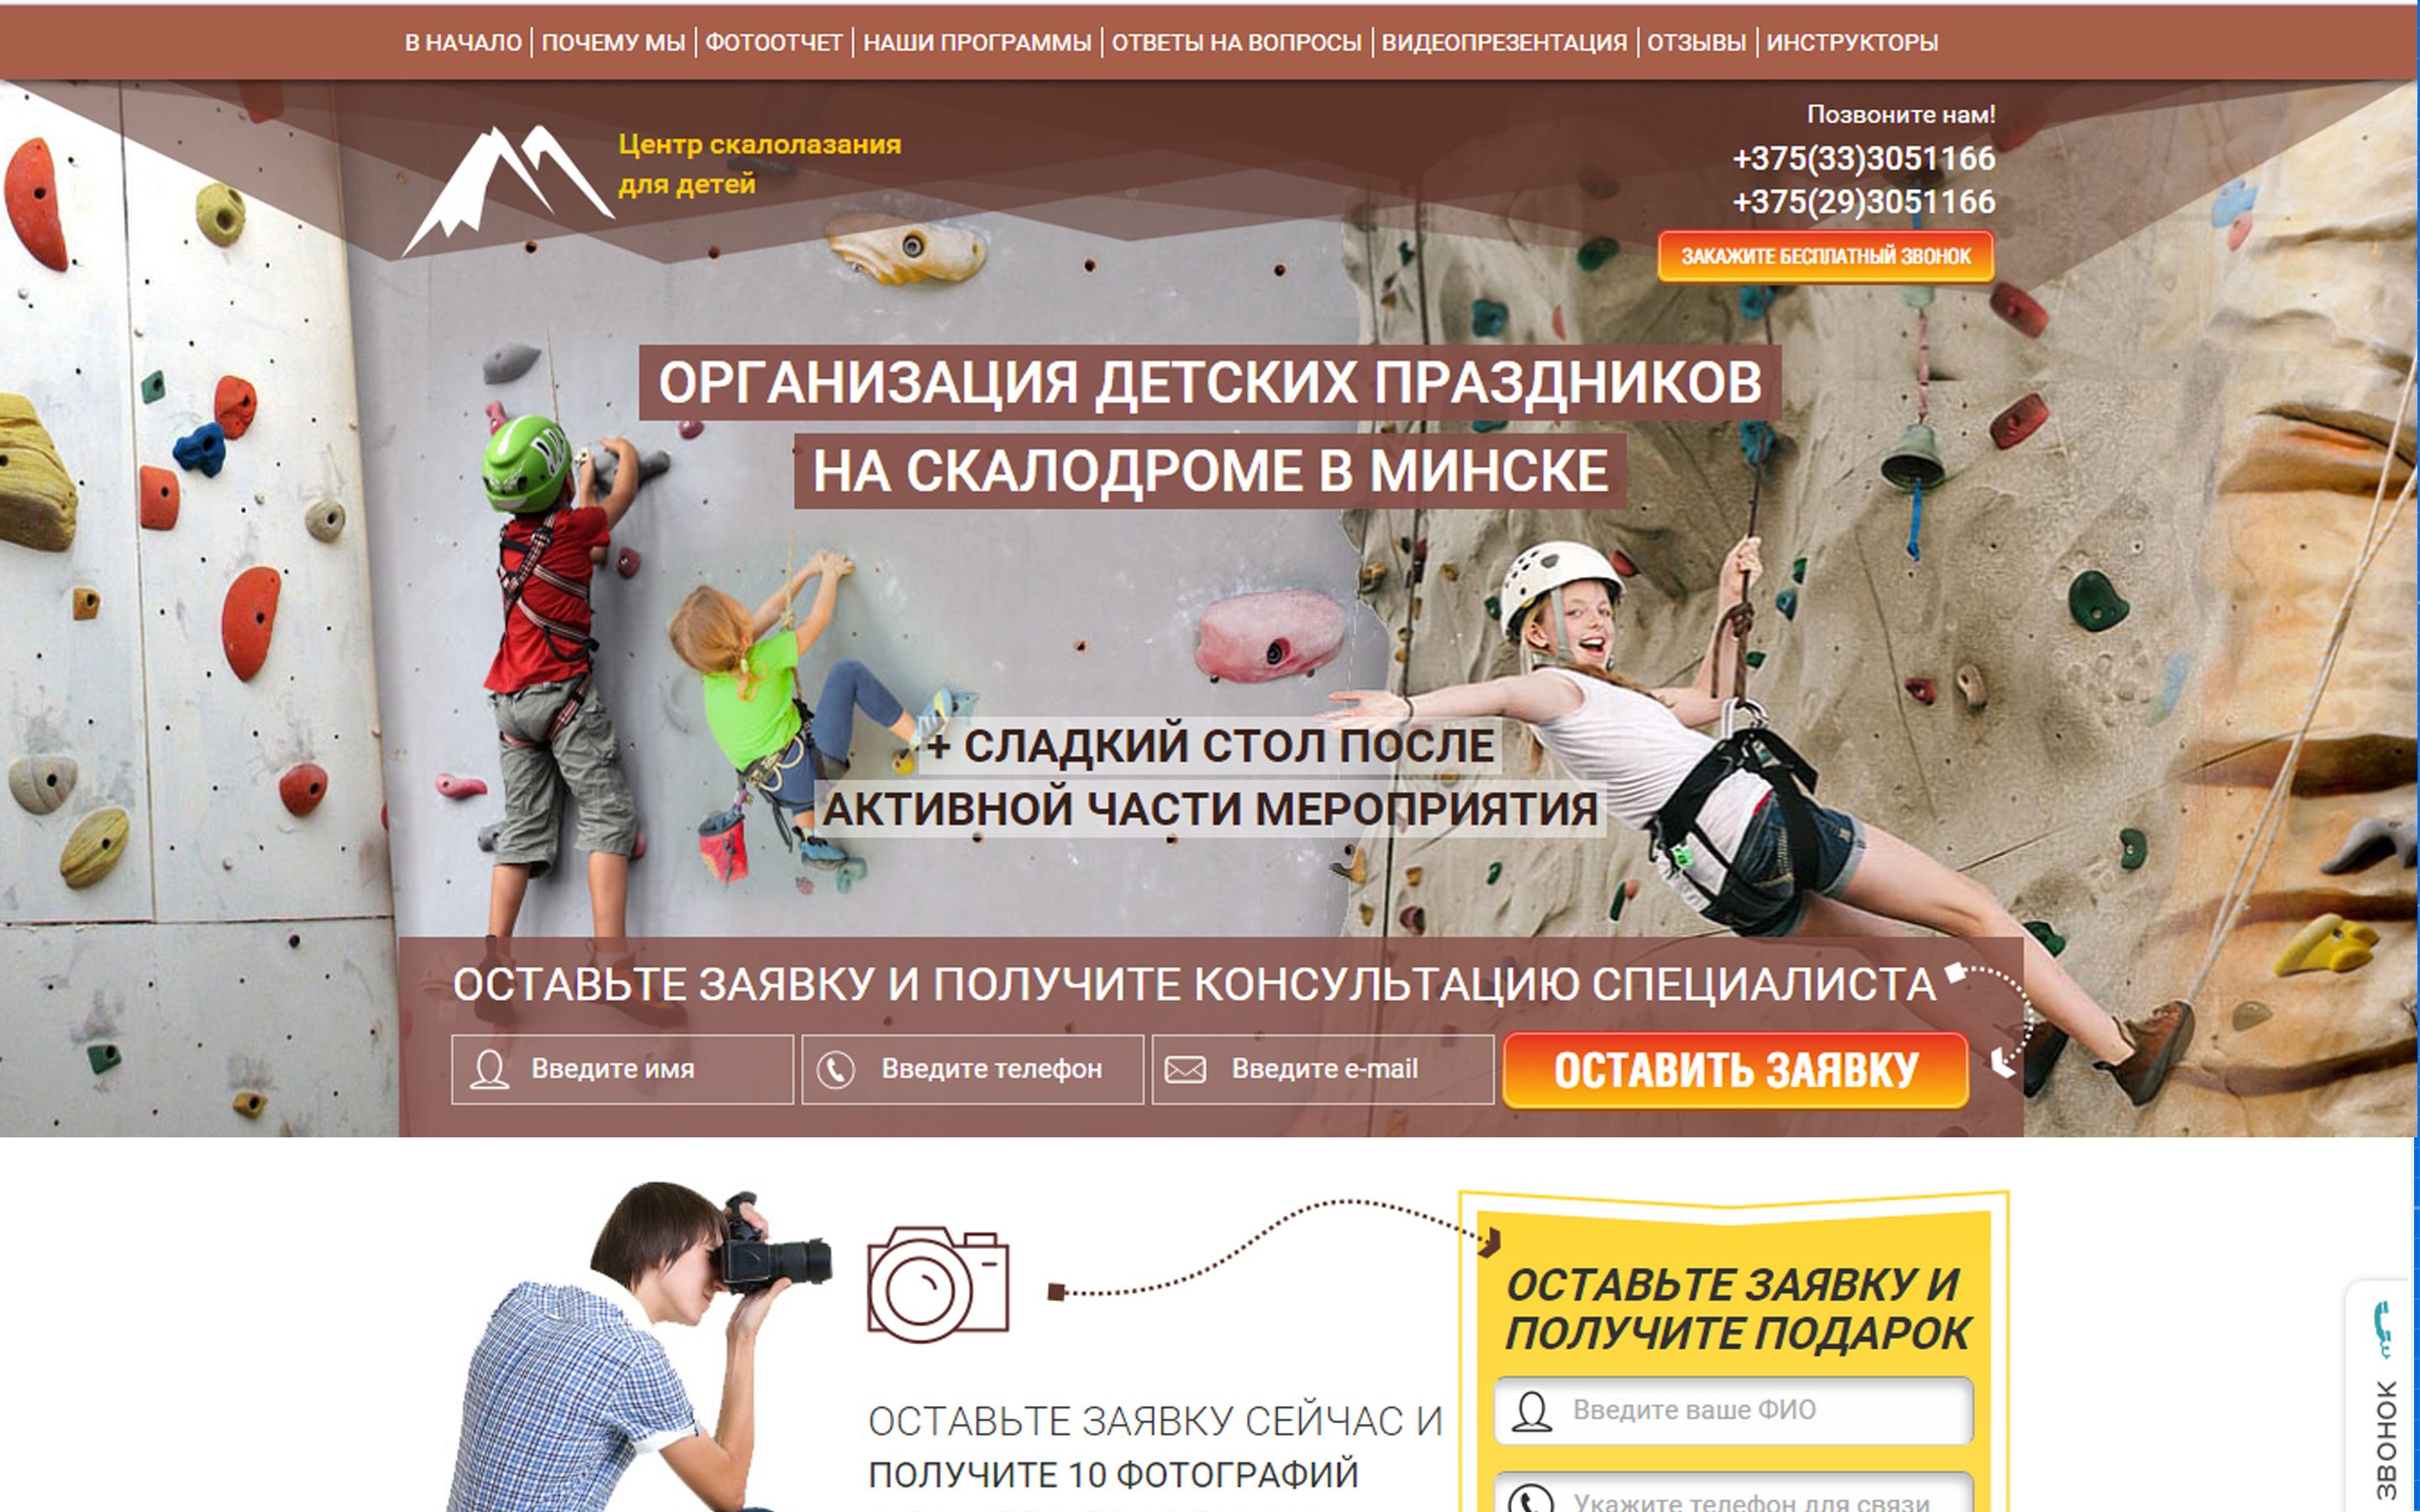 В НАЧАЛО ПОЧЕМУ МЫ ФОТООТЧЕТ НАШИ ПРОГРАММЫ ОТВЕТЫ НА ВОПРОСЫ ВИДЕОПРЕЗЕНТАЦИЯ ОТЗЫВЫ ИНСТРУКТОРЫ
Центр скалолазания
для детей
Позвоните нам!
+375(33)3051166
+375(29)3051166
ЗАКАЖИТЕ БЕСПЛАТНЫЙ ЗВОНОК
ОРГАНИЗАЦИЯ ДЕТСКИХ ПРАЗДНИКОВ
НА СКАЛОДРОМЕ В МИНСКЕ
+ СЛАДКИЙ СТОЛ ПОСЛЕ
АКТИВНОЙ ЧАСТИ МЕРОПРИЯТИЯ
ОСТАВЬТЕ ЗАЯВКУ И ПОЛУЧИТЕ КОНСУЛЬТАЦИЮ СПЕЦИАЛИСТА
Введите имя
Введите телефон
Введите e-mail
ОСТАВИТЬ ЗАЯВКУ
ОСТАВЬТЕ ЗАЯВКУ СЕЙЧАС И
ПОЛУЧИТЕ 10 ФОТОГРАФИЙ
ОСТАВЬТЕ ЗАЯВКУ И
ПОЛУЧИТЕ ПОДАРОК
Введите ваше ФИО
Укажите телефон для связи
ЗВОНОК